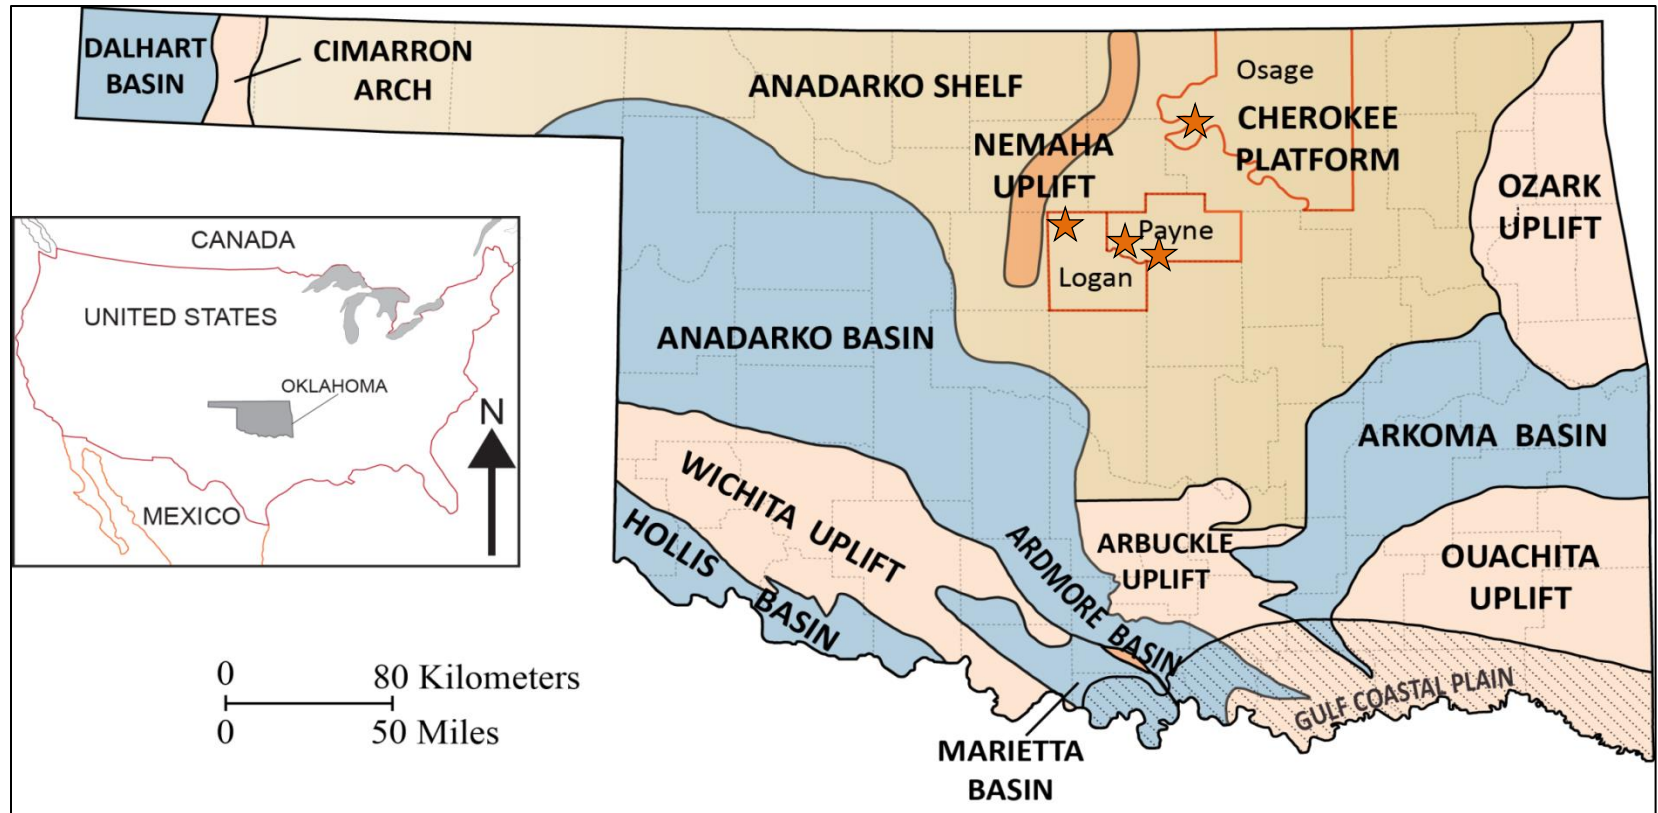 DALHART
BASIN
CIMARRON
ARCH
ANADARKO SHELF
NEMAHA
UPLIFT
Osage
CHEROKEE
PLATFORM
OZARK
UPLIFT
Payne
Logan
CANADA
UNITED STATES
OKLAHOMA
MEXICO
N
ANADARKO BASIN
ARKOMA BASIN
WICHITA UPLIFT
HOLLIS
BASIN
ARDMORE BASIN
ARBUCKLE
UPLIFT
OUACHITA
UPLIFT
GULF COASTAL PLAIN
MARIETTA
BASIN
0 80 Kilometers
0 50 Miles